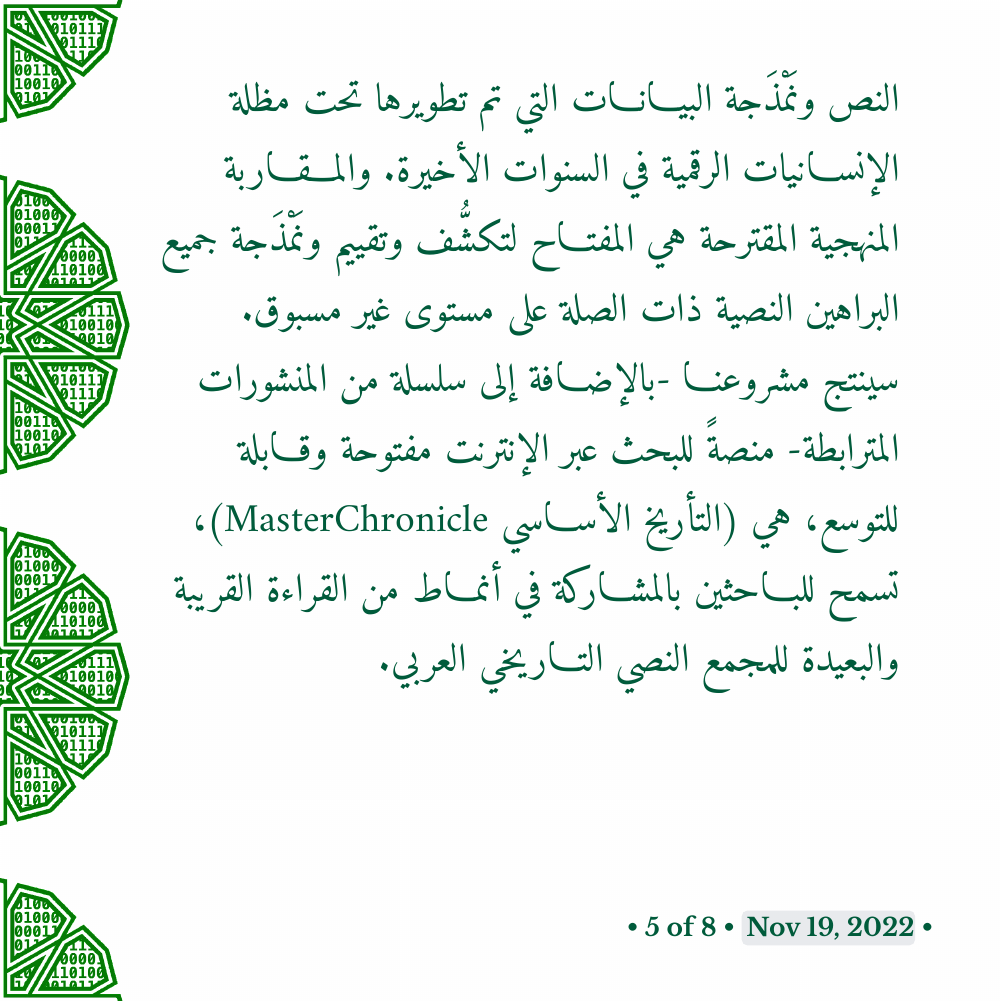 النص ونَمْذَجة البيـانـات التي تم تطويرها تحت مظلة
الإنسـانيات الرقمية في السنوات الأخيرة. والمـقـاربة
المنهجية المقترحة هي المفتـاح لتكشُّف وتقييم ونَمْذَجة جميع
البراهين النصية ذات الصلة على مستوى غير مسبوق.
سينتج مشروعنـا -بالإضـافة إلى سلسلة من المنشورات
المترابطة- منصةً للبحث عبر الإنترنت مفتوحة وقـابلة
للتوسع، هي (التأريخ الأسـاسي MasterChronicle)،
تسمح للبـاحثين بالمشـاركة في أنمـاط من القراءة القريبة
والبعيدة للمجمع النصي التـاريخي العربي.
• 5 of 8 • Nov 19, 2022 •